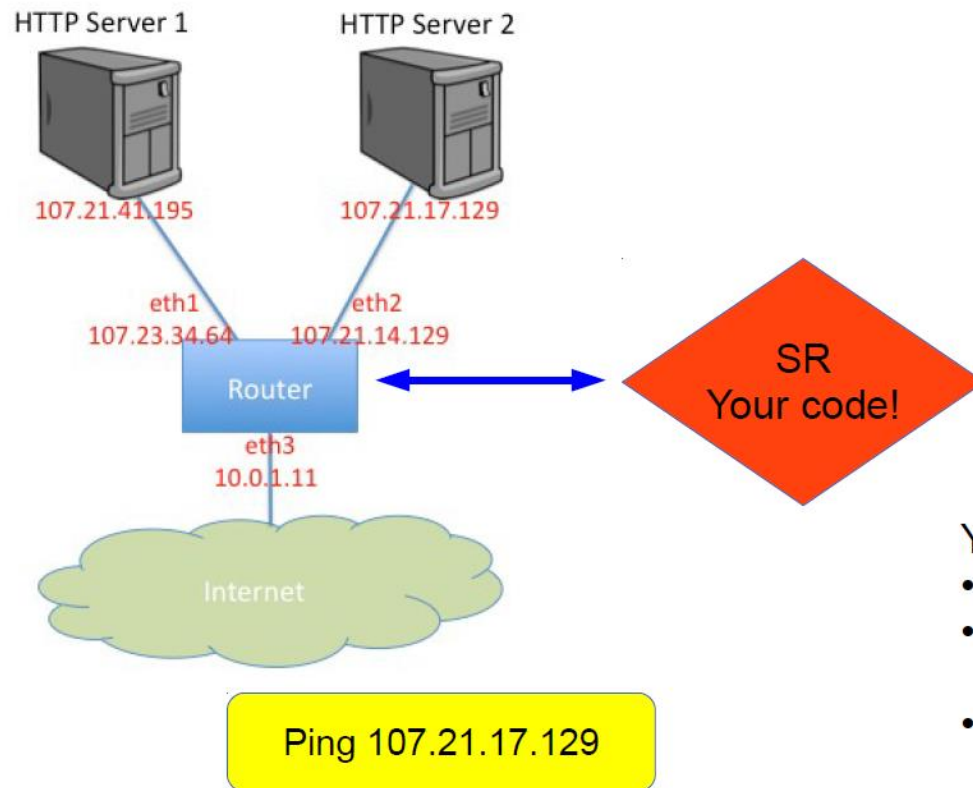 HTTP Server 1
HTTP Server 2
107.21.41.195
107.21.17.129
eth1
107.23.34.64
eth2
107.21.14.129
Router
SR
Your code!
eth3
10.0.1.11
Internet
Y
•
•
•
Ping 107.21.17.129